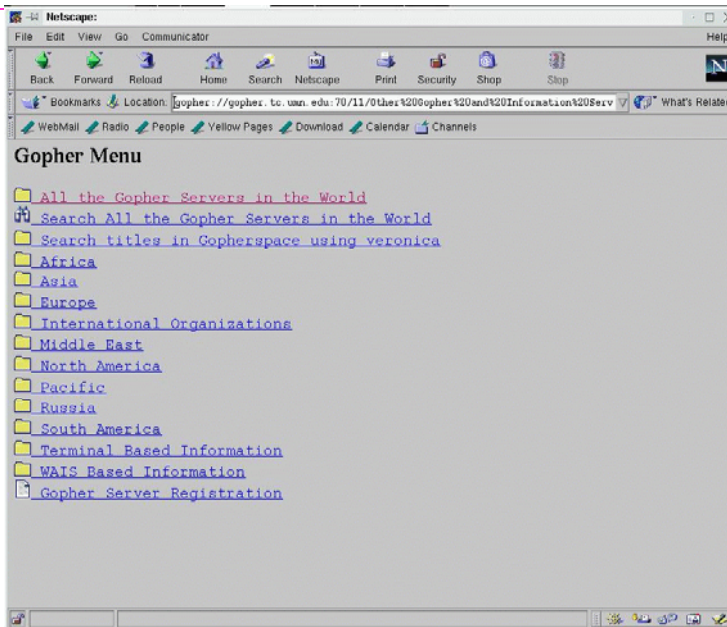 Netscape:
File Edit View Go Communicator Help
Back Forward Reload Home Search Netscape Print Security Shop Stop
Bookmarks Location: gopher://gopher.tc.umn.edu:70/11/Other%20Gopher%20and%20Information%20Serv What's Relate
WebMail Radio People Yellow Pages Download Calendar Channels
Gopher Menu
All the Gopher Servers in the World
Search All the Gopher Servers in the World
Search titles in Gopherspace using veronica
Africa
Asia
Europe
International Organizations
Middle East
North America
Pacific
Russia
South America
Terminal Based Information
WAIS Based Information
Gopher Server Registration